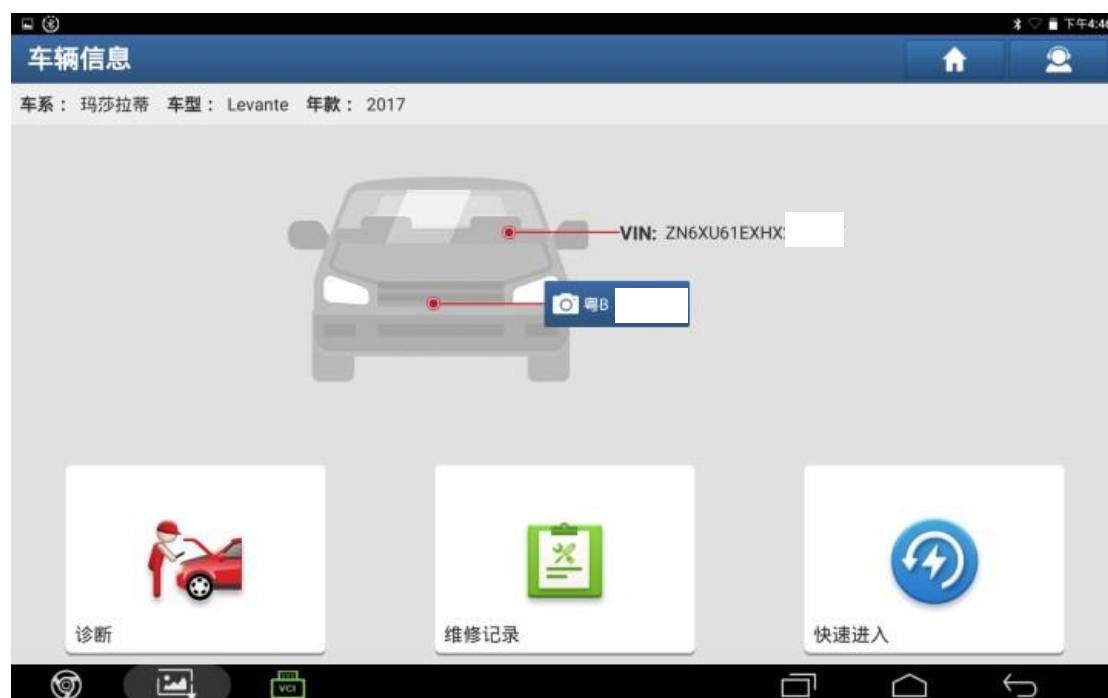 下午4:46
车辆信息
车系： 玛莎拉蒂 车型： Levante 年款： 2017
VIN: ZN6XU61EXHX
粤B
诊断
维修记录
快速进入
VCI